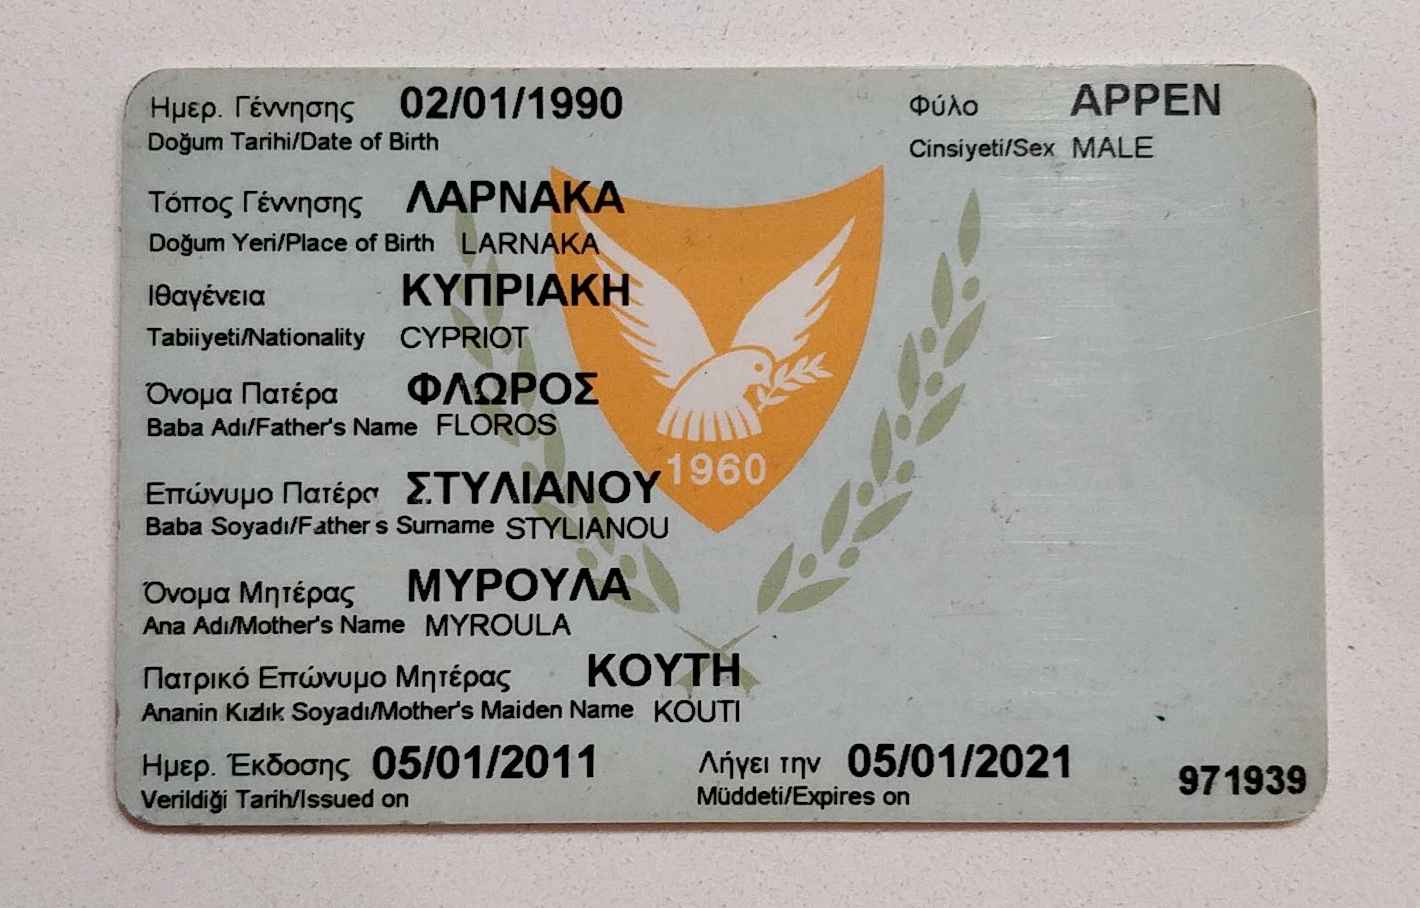 Ημερ. Γέννησης 02/01/1990 Φύλο ΑΡΡΕΝ
Doğum Tarihi/Date of Birth Cinsiyeti/Sex MALE
Τόπος Γέννησης ΛΑΡΝΑΚΑ
Doğum Yeri/Place of Birth LARNAKA
Ιθαγένεια ΚΥΠΡΙΑΚΗ
Tabiiyeti/Nationality CYPRIOT
Όνομα Πατέρα ΦΛΩΡΟΣ
Baba Adı/Father's Name FLOROS
1960
Επώνυμο Πατέρα ΣΤΥΛΙΑΝΟΥ
Baba Soyadı/Father s Surname STYLIANOU
Όνομα Μητέρας ΜΥΡΟΥΛΑ
Ana Adı/Mother's Name MYROULA
Πατρικό Επώνυμο Μητέρας ΚΟΥΤΗ
Ananin Kızlık Soyadı/Mother's Maiden Name KOUTI
Ημερ. Έκδοσης 05/01/2011 Λήγει την 05/01/2021
Verildiği Tarih/Issued on Müddeti/Expires on 971939